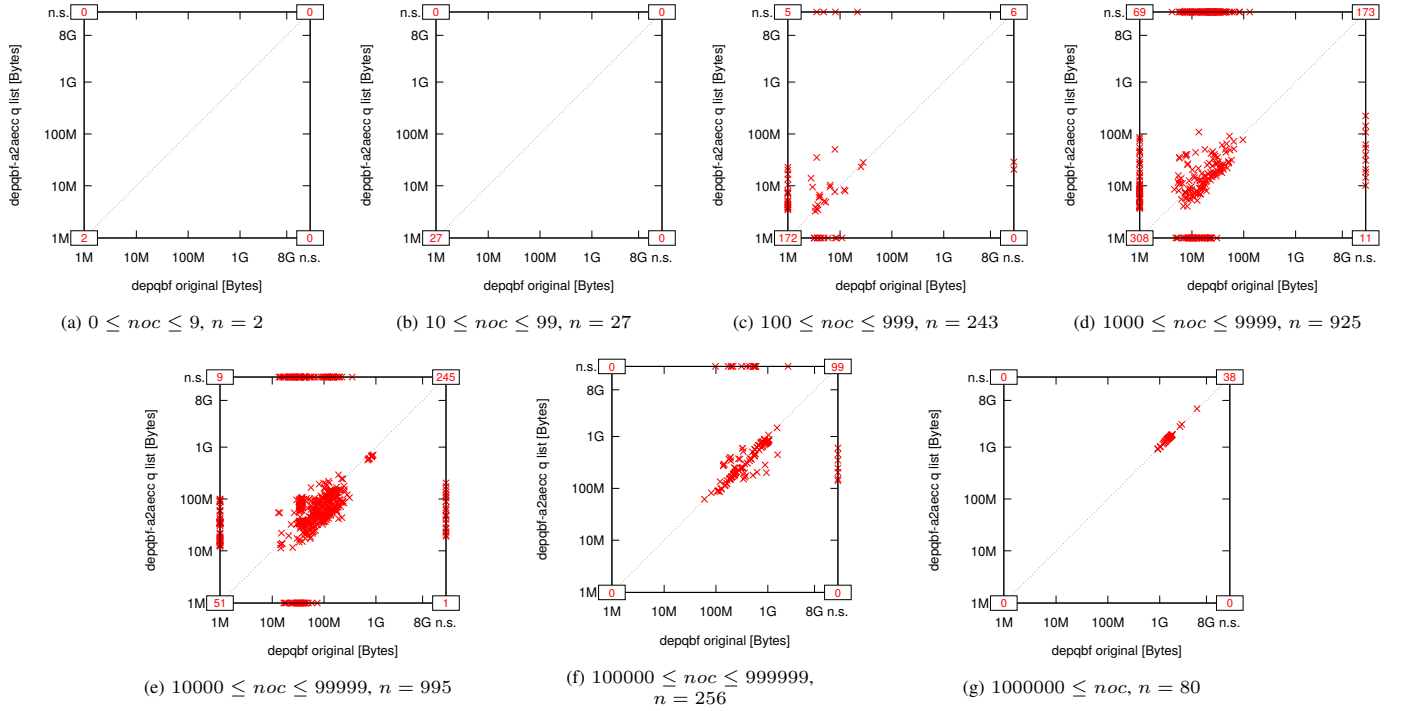 n.s.
0
0
8G
1G
100M
10M
1M
2
0
1M
10M
100M
1G
8G n.s.
depqbf-a2aecc q list [Bytes]
depqbf original [Bytes]
(a) 0 ≤ noc ≤ 9, n = 2
n.s.
0
0
8G
1G
100M
10M
1M
27
0
1M
10M
100M
1G
8G n.s.
depqbf-a2aecc q list [Bytes]
depqbf original [Bytes]
(b) 10 ≤ noc ≤ 99, n = 27
n.s.
5
6
8G
1G
100M
10M
1M
172
0
1M
10M
100M
1G
8G n.s.
depqbf-a2aecc q list [Bytes]
depqbf original [Bytes]
(c) 100 ≤ noc ≤ 999, n = 243
n.s.
69
173
8G
1G
100M
10M
1M
308
11
1M
10M
100M
1G
8G n.s.
depqbf-a2aecc q list [Bytes]
depqbf original [Bytes]
(d) 1000 ≤ noc ≤ 9999, n = 925
n.s.
9
245
8G
1G
100M
10M
1M
51
1
1M
10M
100M
1G
8G n.s.
depqbf-a2aecc q list [Bytes]
depqbf original [Bytes]
(e) 10000 ≤ noc ≤ 99999, n = 995
n.s.
0
99
8G
1G
100M
10M
1M
0
0
1M
10M
100M
1G
8G n.s.
depqbf-a2aecc q list [Bytes]
depqbf original [Bytes]
(f) 100000 ≤ noc ≤ 999999,
n = 256
n.s.
0
38
8G
1G
100M
10M
1M
0
0
1M
10M
100M
1G
8G n.s.
depqbf-a2aecc q list [Bytes]
depqbf original [Bytes]
(g) 1000000 ≤ noc, n = 80